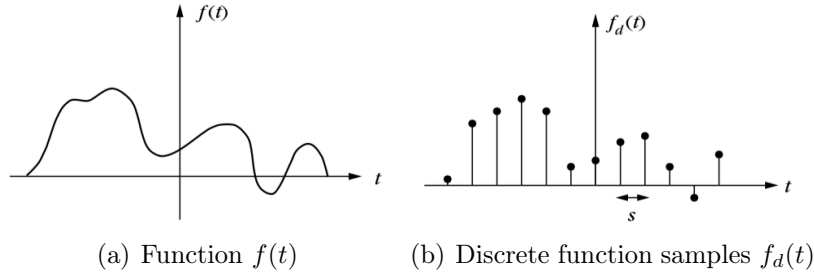 f(t)
t
(a) Function f(t)
f_d(t)
t
s
(b) Discrete function samples f_d(t)